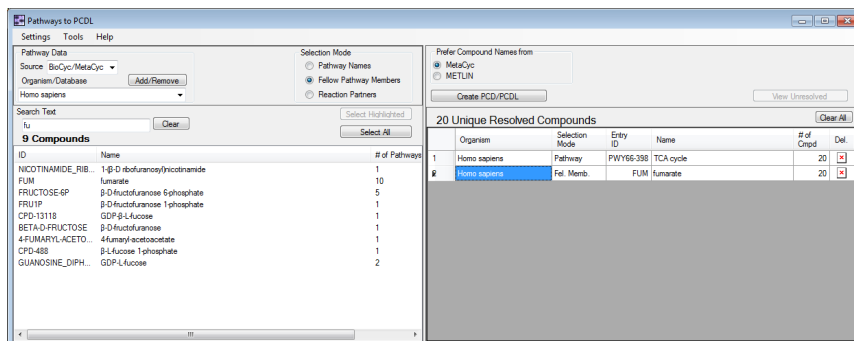 Pathways to PCDL
Settings Tools Help
Pathway Data
Source BioCyc/MetaCyc
Organism/Database Add/Remove
Homo sapiens
Selection Mode
Pathway Names
Fellow Pathway Members
Reaction Partners
Prefer Compound Names from
MetaCyc
METLIN
Create PCD/PCDL View Unresolved
Search Text
fu Clear
Select Highlighted
Select All
9 Compounds
ID Name # of Pathways
NICOTINAMIDE_RIB... 1-(β-D ribofuranosyl)nicotinamide 1
FUM fumarate 10
FRUCTOSE-6P β-D-fructofuranose 6-phosphate 5
FRU1P β-D-fructofuranose 1-phosphate 1
CPD-13118 GDP-β-L-fucose 1
BETA-D-FRUCTOSE β-D-fructofuranose 1
4-FUMARYL-ACETO... 4-fumaryl-acetoacetate 1
CPD-488 β-L-fucose 1-phosphate 1
GUANOSINE_DIPH... GDP-L-fucose 2
20 Unique Resolved Compounds Clear All
Organism Selection Mode Entry ID Name # of Cmpd Del.
1 Homo sapiens Pathway PWY66-398 TCA cycle 20
Homo sapiens Fel. Memb. FUM fumarate 20